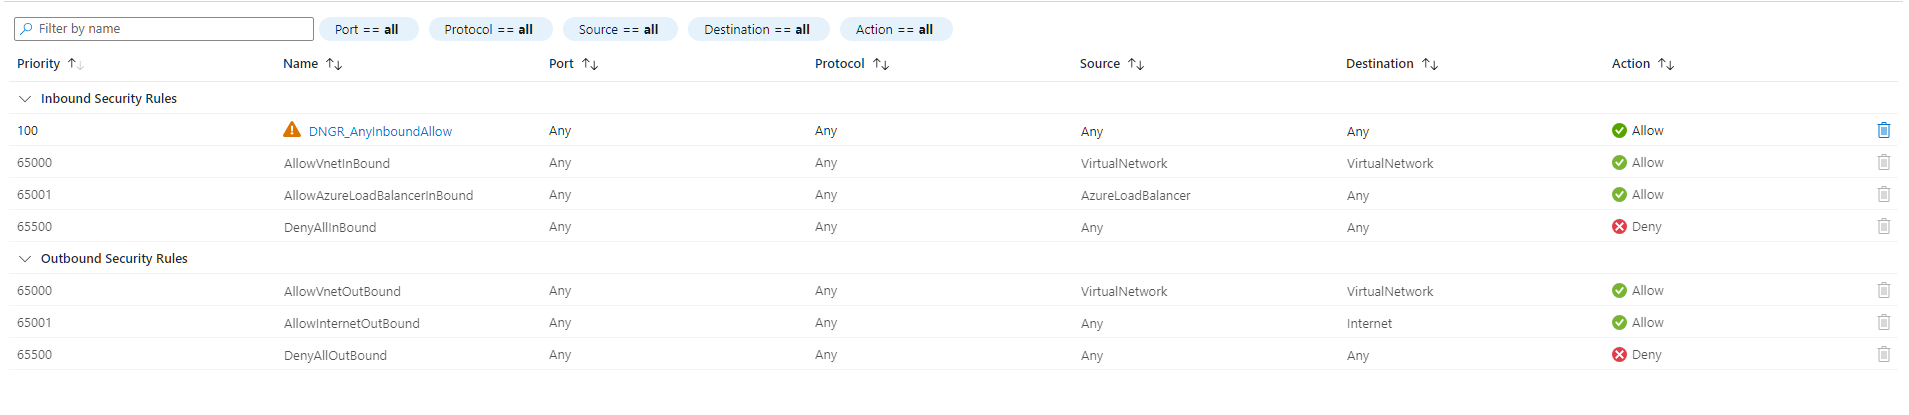 Filter by name Port == all Protocol == all Source == all Destination == all Action == all
Priority Name Port Protocol Source Destination Action
Inbound Security Rules
100 DNGR_AnyInboundAllow Any Any Any Any Allow
65000 AllowVnetInBound Any Any VirtualNetwork VirtualNetwork Allow
65001 AllowAzureLoadBalancerInBound Any Any AzureLoadBalancer Any Allow
65500 DenyAllInBound Any Any Any Any Deny
Outbound Security Rules
65000 AllowVnetOutBound Any Any VirtualNetwork VirtualNetwork Allow
65001 AllowInternetOutBound Any Any Any Internet Allow
65500 DenyAllOutBound Any Any Any Any Deny